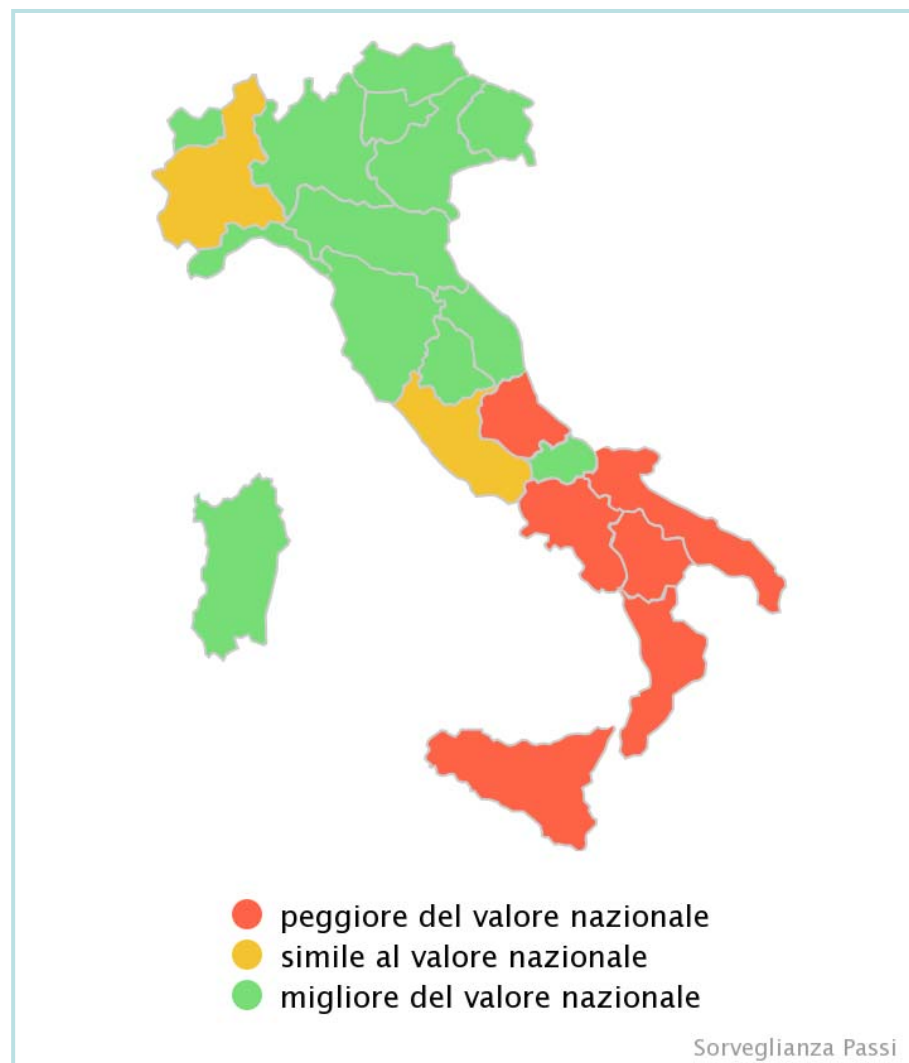 peggiore del valore nazionale
simile al valore nazionale
migliore del valore nazionale
Sorveglianza Passi